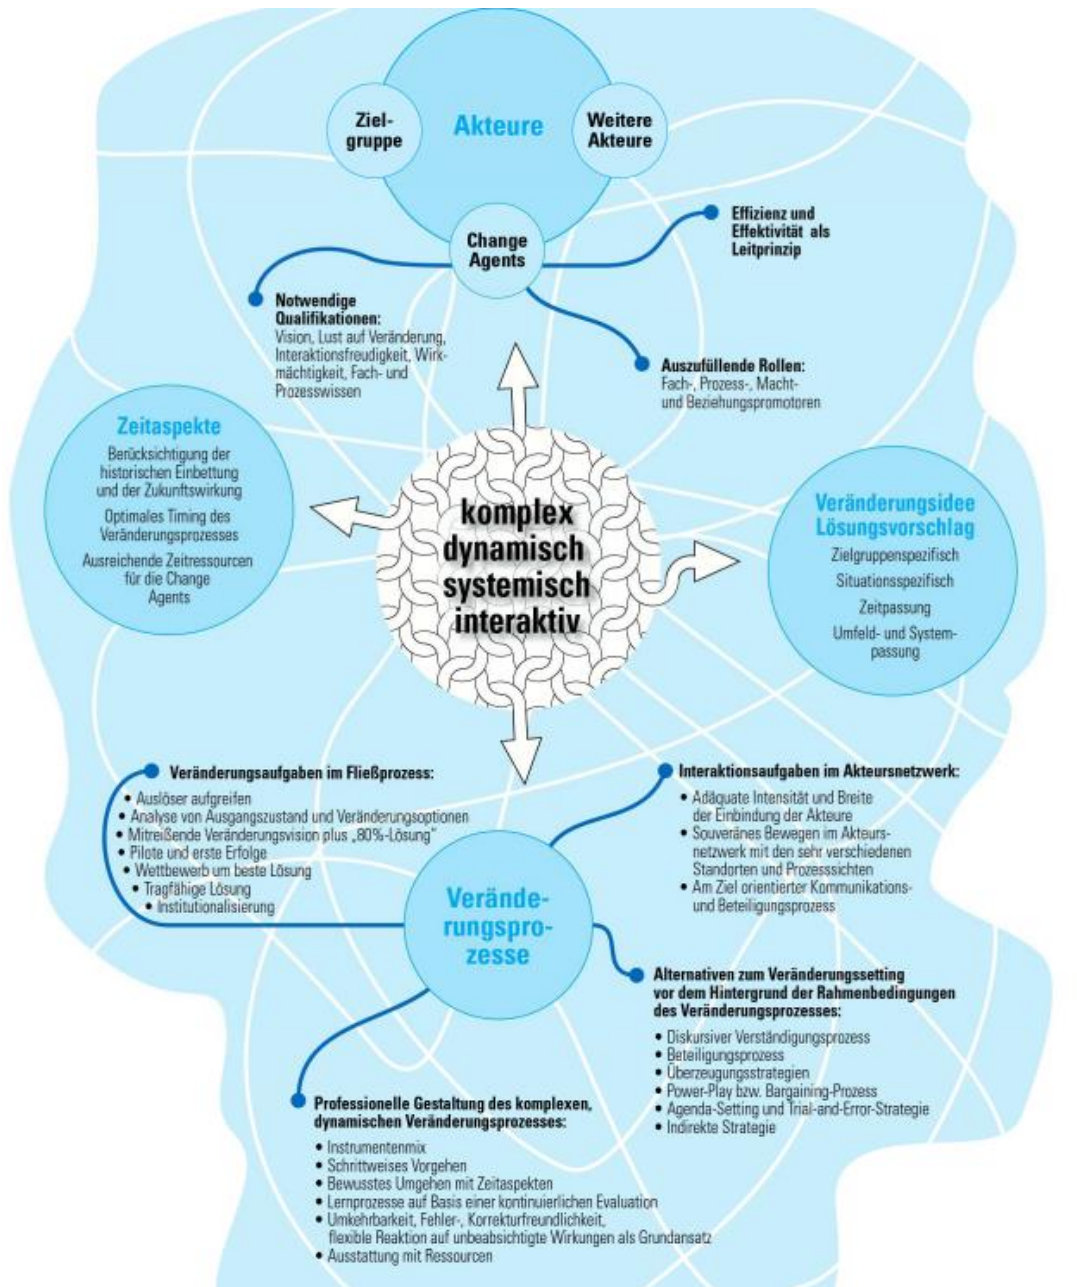 Akteure
Ziel-
gruppe
Weitere
Akteure
Change
Agents
Effizienz und
Effektivität als
Leitprinzip
Notwendige
Qualifikationen:
Vision, Lust auf Veränderung,
Interaktionsfreudigkeit, Wirk-
mächtigkeit, Fach- und
Prozesswissen
Auszufüllende Rollen:
Fach-, Prozess-, Macht-
und Beziehungspromotoren
Zeitaspekte
Berücksichtigung der
historischen Einbettung
und der Zukunftswirkung
Optimales Timing des
Veränderungsprozesses
Ausreichende Zeitressourcen
für die Change
Agents
komplex
dynamisch
systemisch
interaktiv
Veränderungsidee
Lösungsvorschlag
Zielgruppenspezifisch
Situationsspezifisch
Zeitpassung
Umfeld- und System-
passung
Veränderungsaufgaben im Fließprozess:
• Auslöser aufgreifen
• Analyse von Ausgangszustand und Veränderungsoptionen
• Mitreißende Veränderungsvision plus „80%-Lösung“
• Pilote und erste Erfolge
• Wettbewerb um beste Lösung
• Tragfähige Lösung
• Institutionalisierung
Interaktionsaufgaben im Akteursnetzwerk:
• Adäquate Intensität und Breite
der Einbindung der Akteure
• Souveränes Bewegen im Akteurs-
netzwerk mit den sehr verschiedenen
Standorten und Prozesssichten
• Am Ziel orientierter Kommunikations-
und Beteiligungsprozess
Verände-
rungspro-
zesse
Alternativen zum Veränderungssetting
vor dem Hintergrund der Rahmenbedingungen
des Veränderungsprozesses:
• Diskursiver Verständigungsprozess
• Beteiligungsprozess
• Überzeugungsstrategien
• Power-Play bzw. Bargaining-Prozess
• Agenda-Setting und Trial-and-Error-Strategie
• Indirekte Strategie
Professionelle Gestaltung des komplexen,
dynamischen Veränderungsprozesses:
• Instrumentenmix
• Schrittweises Vorgehen
• Bewusstes Umgehen mit Zeitaspekten
• Lernprozesse auf Basis einer kontinuierlichen Evaluation
• Umkehrbarkeit, Fehler-, Korrekturfreundlichkeit,
flexible Reaktion auf unbeabsichtigte Wirkungen als Grundansatz
• Ausstattung mit Ressourcen